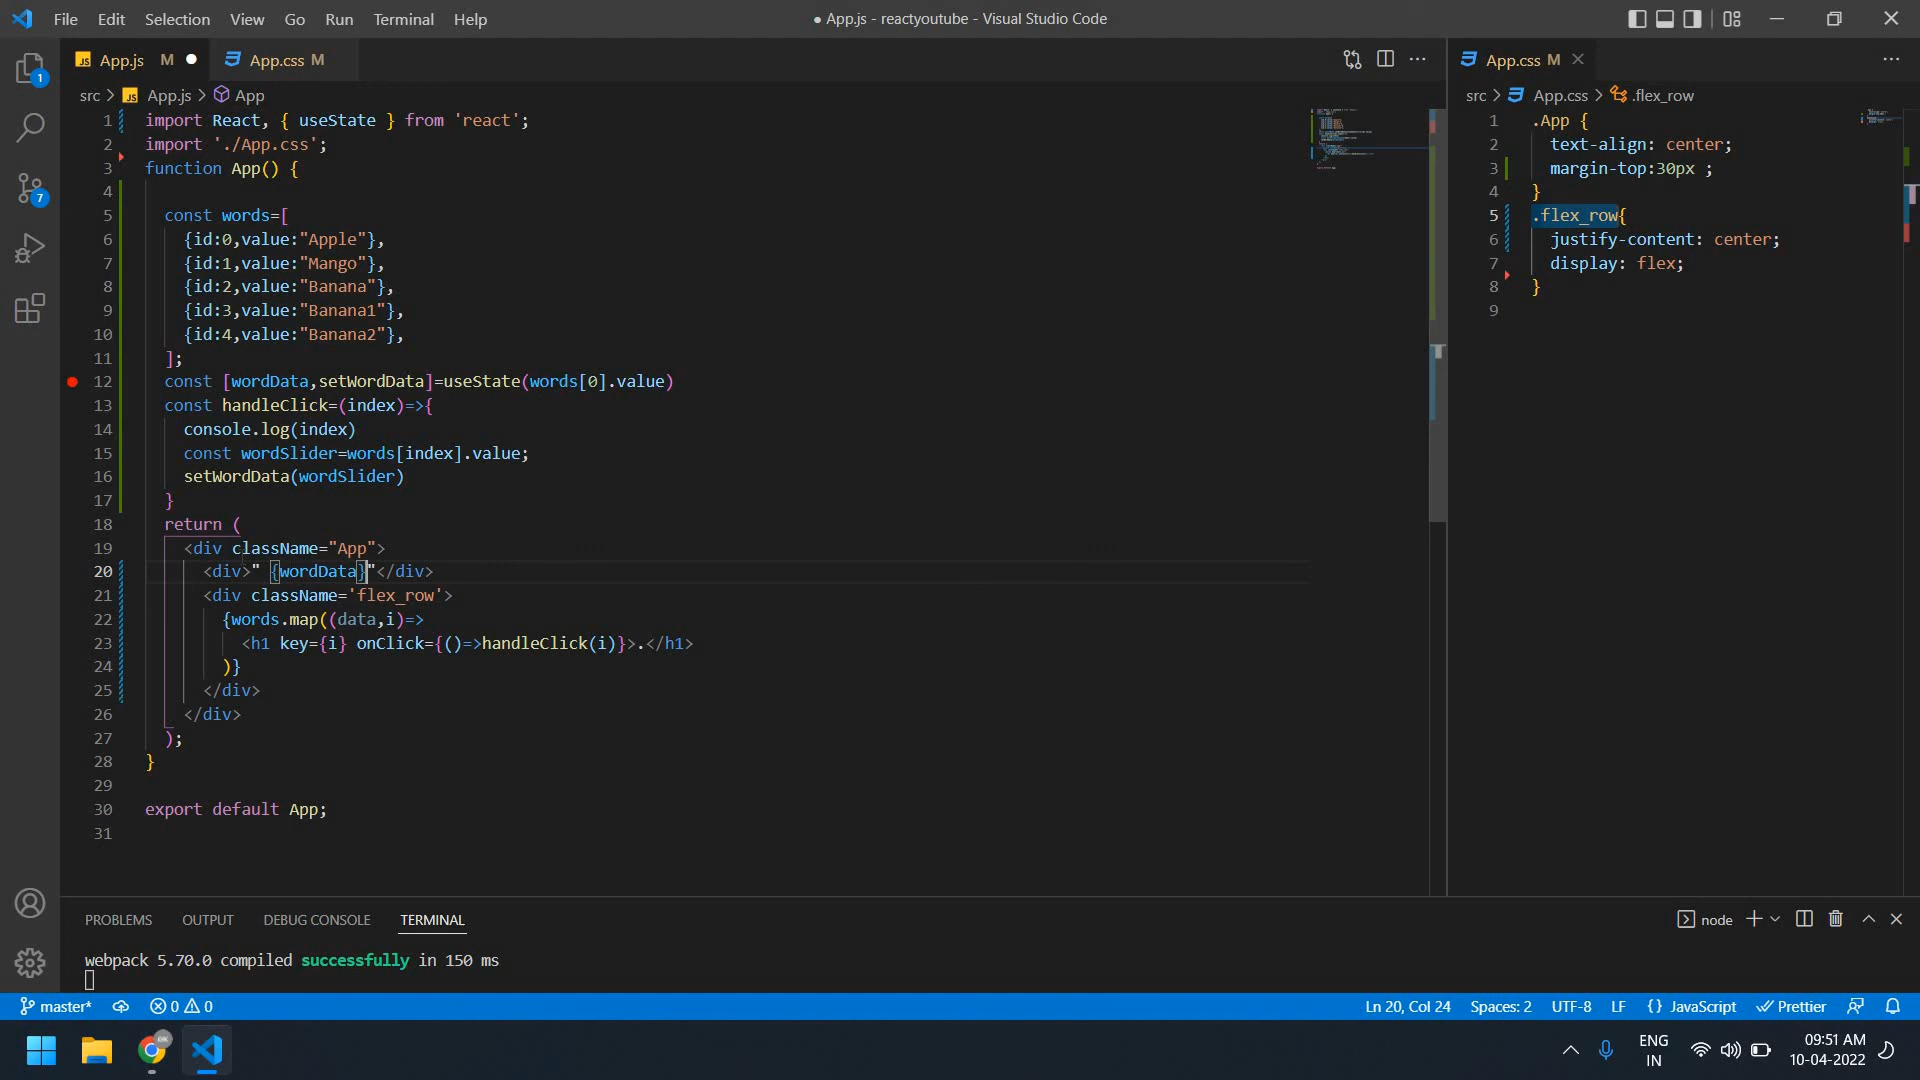 File Edit Selection View Go Run Terminal Help
● App.js - reactyoutube - Visual Studio Code
JS App.js M ●
App.css M
App.css M
src > JS App.js > App
src > App.css > .flex_row
1 import React, { useState } from 'react';
2 import './App.css';
3 function App() {
4
5 const words=[
6 {id:0,value:"Apple"},
7 {id:1,value:"Mango"},
8 {id:2,value:"Banana"},
9 {id:3,value:"Banana1"},
10 {id:4,value:"Banana2"},
11 ];
12 const [wordData,setWordData]=useState(words[0].value)
13 const handleClick=(index)=>{
14 console.log(index)
15 const wordSlider=words[index].value;
16 setWordData(wordSlider)
17 }
18 return (
19 <div className="App">
20 <div>" {wordData}"</div>
21 <div className='flex_row'>
22 {words.map((data,i)=>
23 <h1 key={i} onClick={()=>handleClick(i)}>.</h1>
24 )}
25 </div>
26 </div>
27 );
28 }
29
30 export default App;
31
1 .App {
2 text-align: center;
3 margin-top:30px ;
4 }
5 .flex_row{
6 justify-content: center;
7 display: flex;
8 }
9
1
7
PROBLEMS OUTPUT DEBUG CONSOLE TERMINAL
node
webpack 5.70.0 compiled successfully in 150 ms
master* 0 0
Ln 20, Col 24 Spaces: 2 UTF-8 LF {} JavaScript Prettier
ENG
IN
09:51 AM
10-04-2022